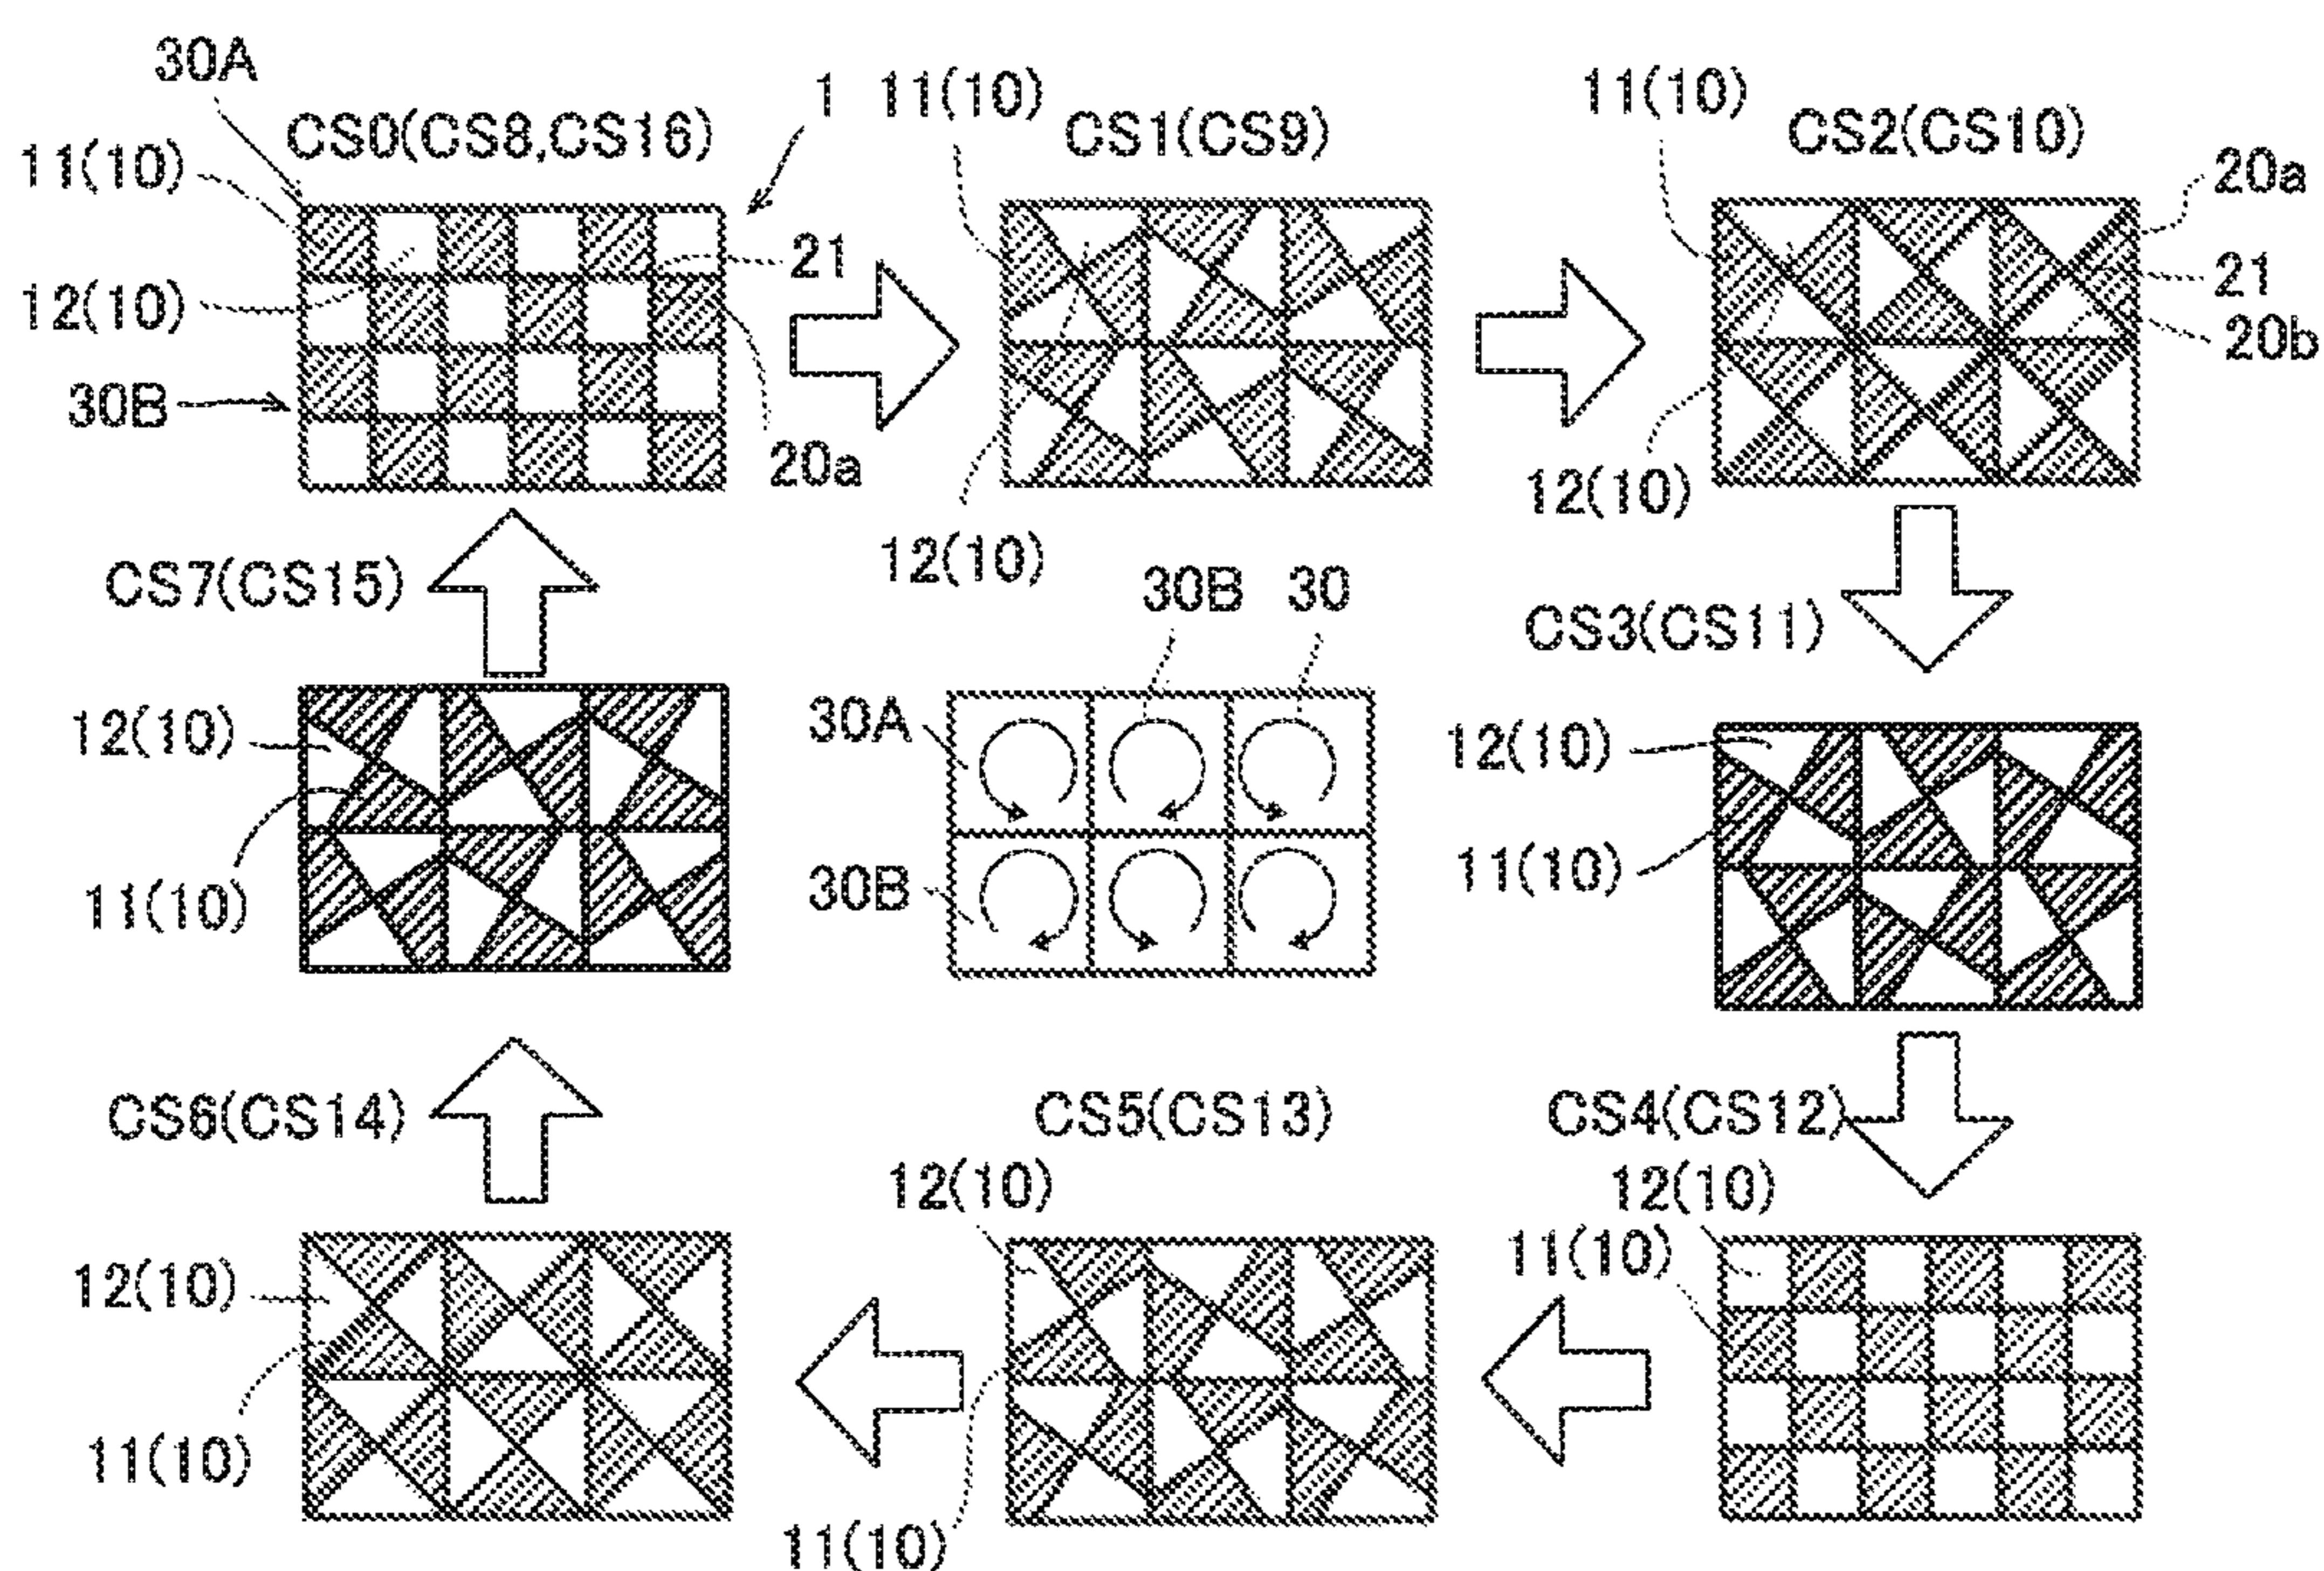 30A
1 11(10) 11(10)
CS0(CS8,CS16) CS1(CS9) CS2(CS10)
11(10) 20a
21 21
12(10) 20b
30B
20a 12(10)
12(10)
CS7(CS15) 30B 30
CS3(CS11)
12(10) 30A 12(10)
11(10) 30B 11(10)
CS6(CS14) CS5(CS13) CS4(CS12)
12(10) 12(10)
12(10) 11(10)
11(10)
11(10)